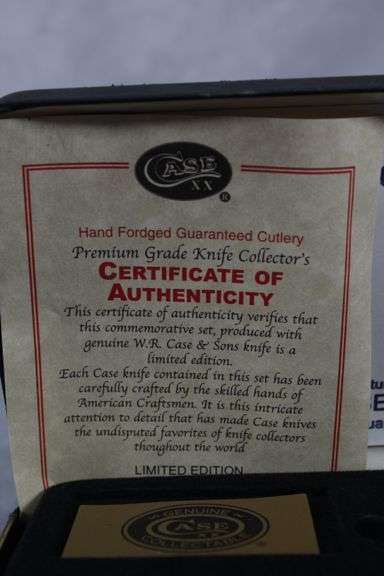 CASE
XX
®
Hand Fordged Guaranteed Cutlery
Premium Grade Knife Collector's
CERTIFICATE OF
AUTHENTICITY
This certificate of authenticity verifies that
this commemorative set, produced with
genuine W.R. Case & Sons knife is a
limited edition.
Each Case knife contained in this set has been
carefully crafted by the skilled hands of
American Craftsmen. It is this intricate
attention to detail that has made Case knives
the undisputed favorites of knife collectors
thoughout the world
LIMITED EDITION
GENUINE
CASE
COLLECTABLE